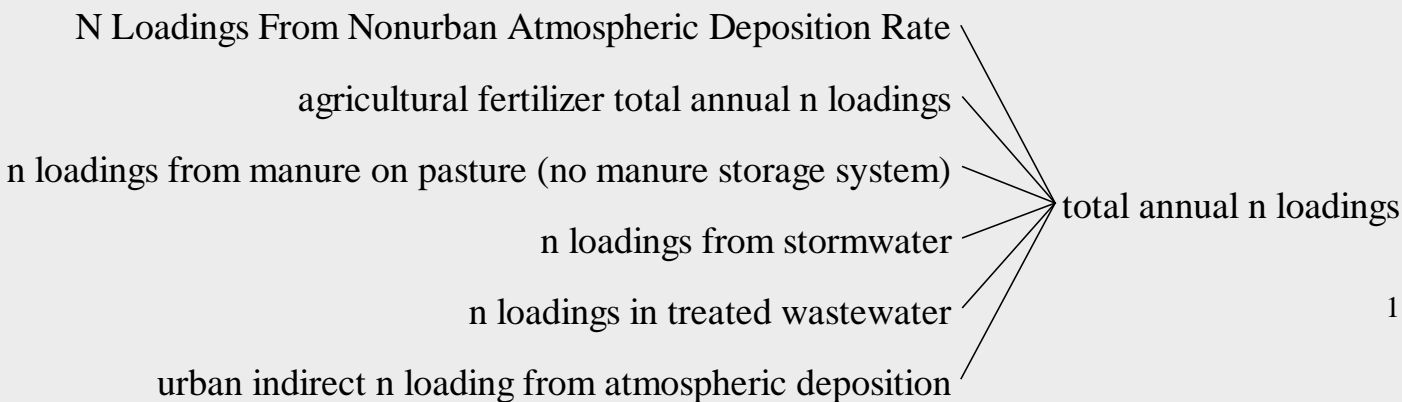 N Loadings From Nonurban Atmospheric Deposition Rate
agricultural fertilizer total annual n loadings
n loadings from manure on pasture (no manure storage system)
total annual n loadings
n loadings from stormwater
n loadings in treated wastewater
1
urban indirect n loading from atmospheric deposition